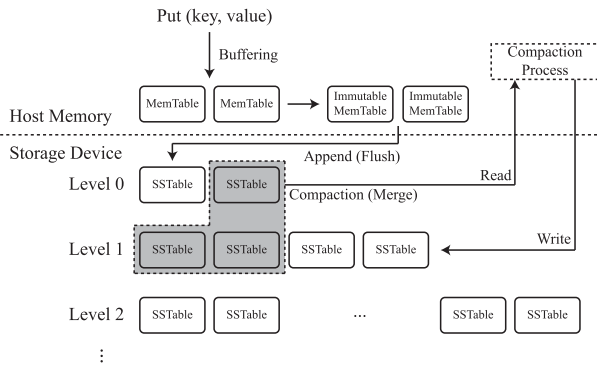 Put (key, value)
Buffering
Compaction
Process
MemTable
MemTable
Immutable
MemTable
Immutable
MemTable
Host Memory
Storage Device
Append (Flush)
Level 0
SSTable
SSTable
Compaction (Merge)
Read
Level 1
SSTable
SSTable
SSTable
SSTable
Write
Level 2
SSTable
SSTable
...
SSTable
SSTable
⋮